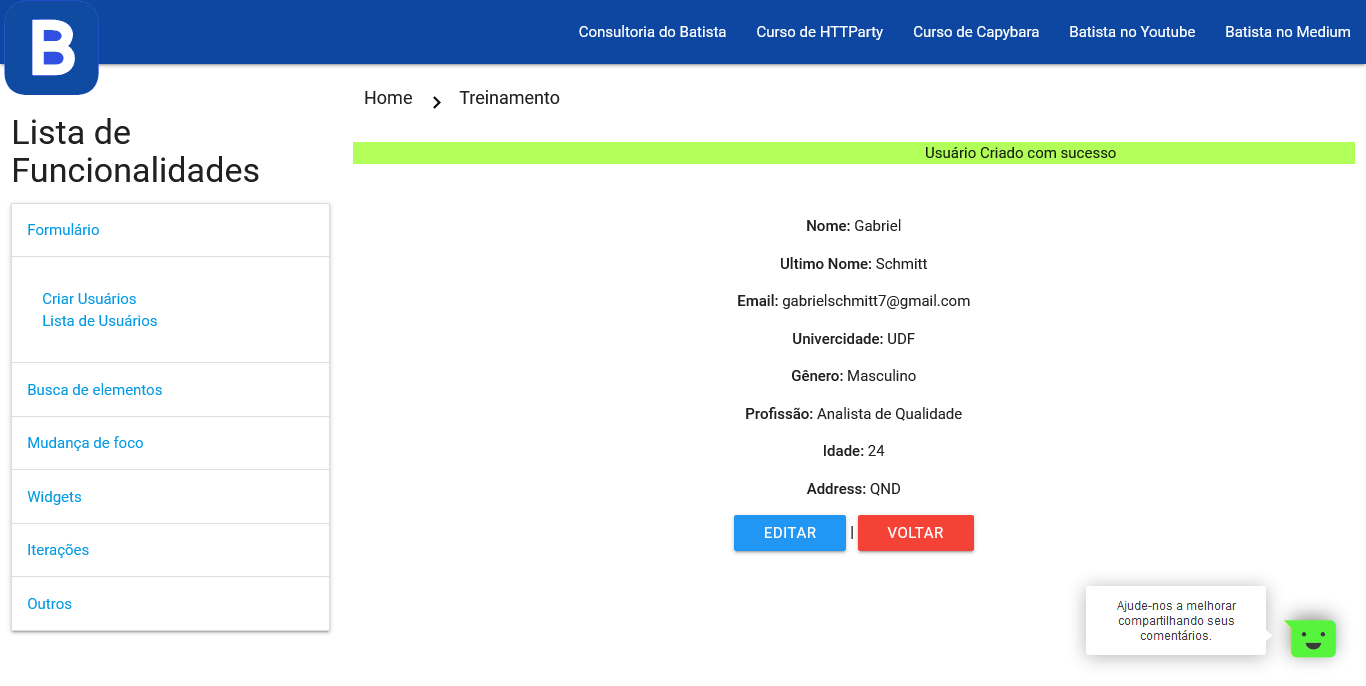 B
Consultoria do Batista Curso de HTTParty Curso de Capybara Batista no Youtube Batista no Medium
Home Treinamento
Lista de
Funcionalidades
Formulário
Criar Usuários
Lista de Usuários
Busca de elementos
Mudança de foco
Widgets
Iterações
Outros
Usuário Criado com sucesso
Nome: Gabriel
Ultimo Nome: Schmitt
Email: gabrielschmitt7@gmail.com
Univercidade: UDF
Gênero: Masculino
Profissão: Analista de Qualidade
Idade: 24
Address: QND
EDITAR | VOLTAR
Ajude-nos a melhorar
compartilhando seus
comentários.